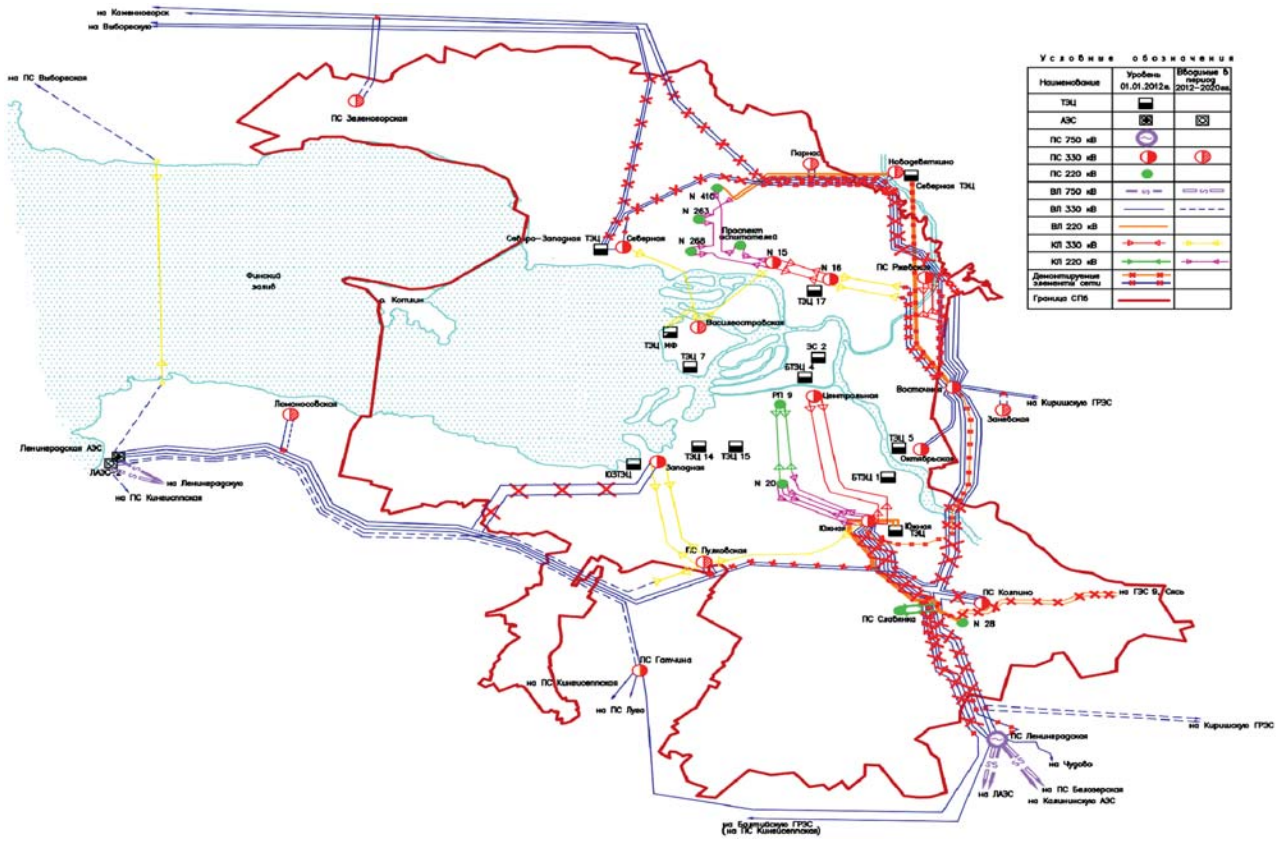 на Каменногорск
на Выборгскую
на ПС Выборгская
ПС Зеленогорская
Условные обозначения
Наименование
Уровень
01.01.2012г.
Вводимые в
период
2012-2020гг.
ТЭЦ
АЭС
ПС 750 кВ
ПС 330 кВ
ПС 220 кВ
ВЛ 750 кВ
ВЛ 330 кВ
ВЛ 220 кВ
КЛ 330 кВ
КЛ 220 кВ
Демонтируемые
элементы сети
Граница СПб
Парнас
Новодевяткино
Северная ТЭЦ
N 410
N 263
N 268
Проспект
Северо-Западная ТЭЦ
Северная
N 15
N 16
ПС Ржевская
ТЭЦ 17
Финский
залив
о. Котлин
Василеостровская
ТЭЦ
ТЭЦ 7
ЭС 2
БТЭЦ 4
Восточная
на Киришскую ГРЭС
Заневская
РП 9
Центральная
Ломоносовская
Ленинградская АЭС
ЛАЭС 2
на Ленинградскую
на ПС Кингисеппская
ЮЗТЭЦ
Западная
ТЭЦ 14
ТЭЦ 15
ТЭЦ 5
Октябрьская
БТЭЦ 1
N 20
Южная
Южная
ТЭЦ
ПС Пулковская
ПС Колпино
на ГЭС 9, Сясь
ПС Славянка
N 28
ПС Гатчина
на ПС Кингисеппская
на ПС Луга
на Киришскую ГРЭС
ПС Ленинградская
на Чудово
на ЛАЭС
на ПС Белозерская
на Калининскую АЭС
на Балтийскую ГРЭС
(на ПС Кингисеппская)